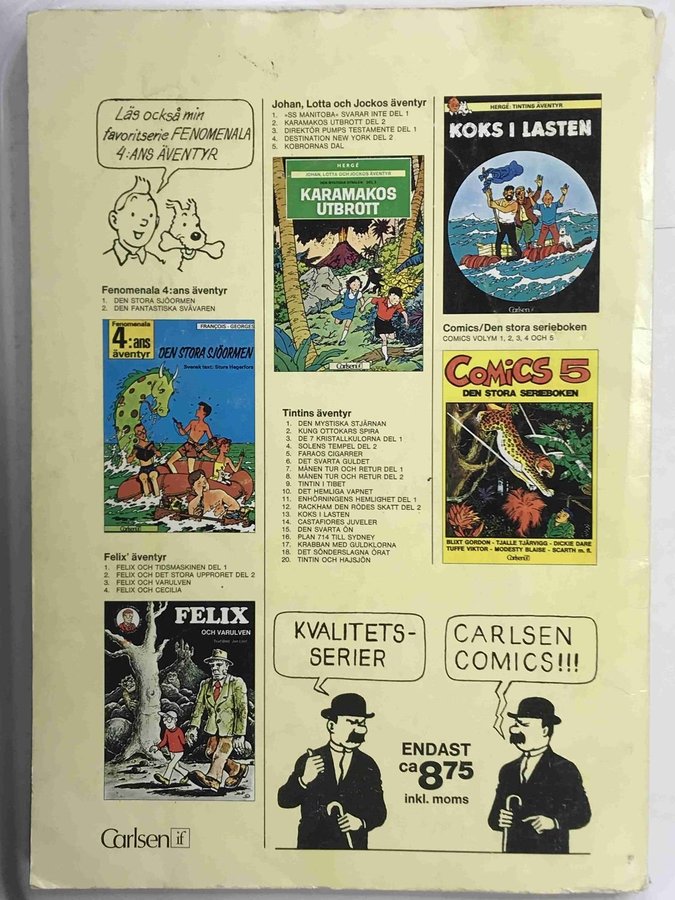 Läs också min
favoritserie FENOMENALA
4:ANS ÄVENTYR
Fenomenala 4:ans äventyr
1. DEN STORA SJÖORMEN
2. DEN FANTASTISKA SVÄVAREN
Fenomenala
4:ans
äventyr
FRANÇOIS - GEORGES
DEN STORA SJÖORMEN
Svensk text: Sture Hegerfors
Carlsen if
Felix' äventyr
1. FELIX OCH TIDSMASKINEN DEL 1
2. FELIX OCH DET STORA UPPRORET DEL 2
3. FELIX OCH VARULVEN
4. FELIX OCH CECILIA
FELIX
OCH VARULVEN
Carlsen if
Johan, Lotta och Jockos äventyr
1. »SS MANITOBA» SVARAR INTE DEL 1
2. KARAMAKOS UTBROTT DEL 2
3. DIREKTÖR PUMPS TESTAMENTE DEL 1
4. DESTINATION NEW YORK DEL 2
5. KOBRORNAS DAL
HERGÉ
JOHAN, LOTTA OCH JOCKOS ÄVENTYR
KARAMAKOS
UTBROTT
Carlsen if
Tintins äventyr
1. DEN MYSTISKA STJÄRNAN
2. KUNG OTTOKARS SPIRA
3. DE 7 KRISTALLKULORNA DEL 1
4. SOLENS TEMPEL DEL 2
5. FARAOS CIGARRER
6. DET SVARTA GULDET
7. MÅNEN TUR OCH RETUR DEL 1
8. MÅNEN TUR OCH RETUR DEL 2
9. TINTIN I TIBET
10. DET HEMLIGA VAPNET
11. ENHÖRNINGENS HEMLIGHET DEL 1
12. RACKHAM DEN RÖDES SKATT DEL 2
13. KOKS I LASTEN
14. CASTAFIORES JUVELER
15. DEN SVARTA ÖN
16. PLAN 714 TILL SYDNEY
17. KRABBAN MED GULDKLORNA
18. DET SÖNDERSLAGNA ÖRAT
20. TINTIN OCH HAJSJÖN
HERGÉ: TINTINS ÄVENTYR
KOKS I LASTEN
Carlsen if
Comics/Den stora serieboken
COMICS VOLYM 1, 2, 3, 4 OCH 5
COMICS 5
DEN STORA SERIEBOKEN
BLIXT GORDON - TJALLE TJÄRVIGG - DICKIE DARE
TUFFE VIKTOR - MODESTY BLAISE - SCARTH m. fl.
Carlsen if
KVALITETS-
SERIER
CARLSEN
COMICS!!!
ENDAST
ca 8 75
inkl. moms